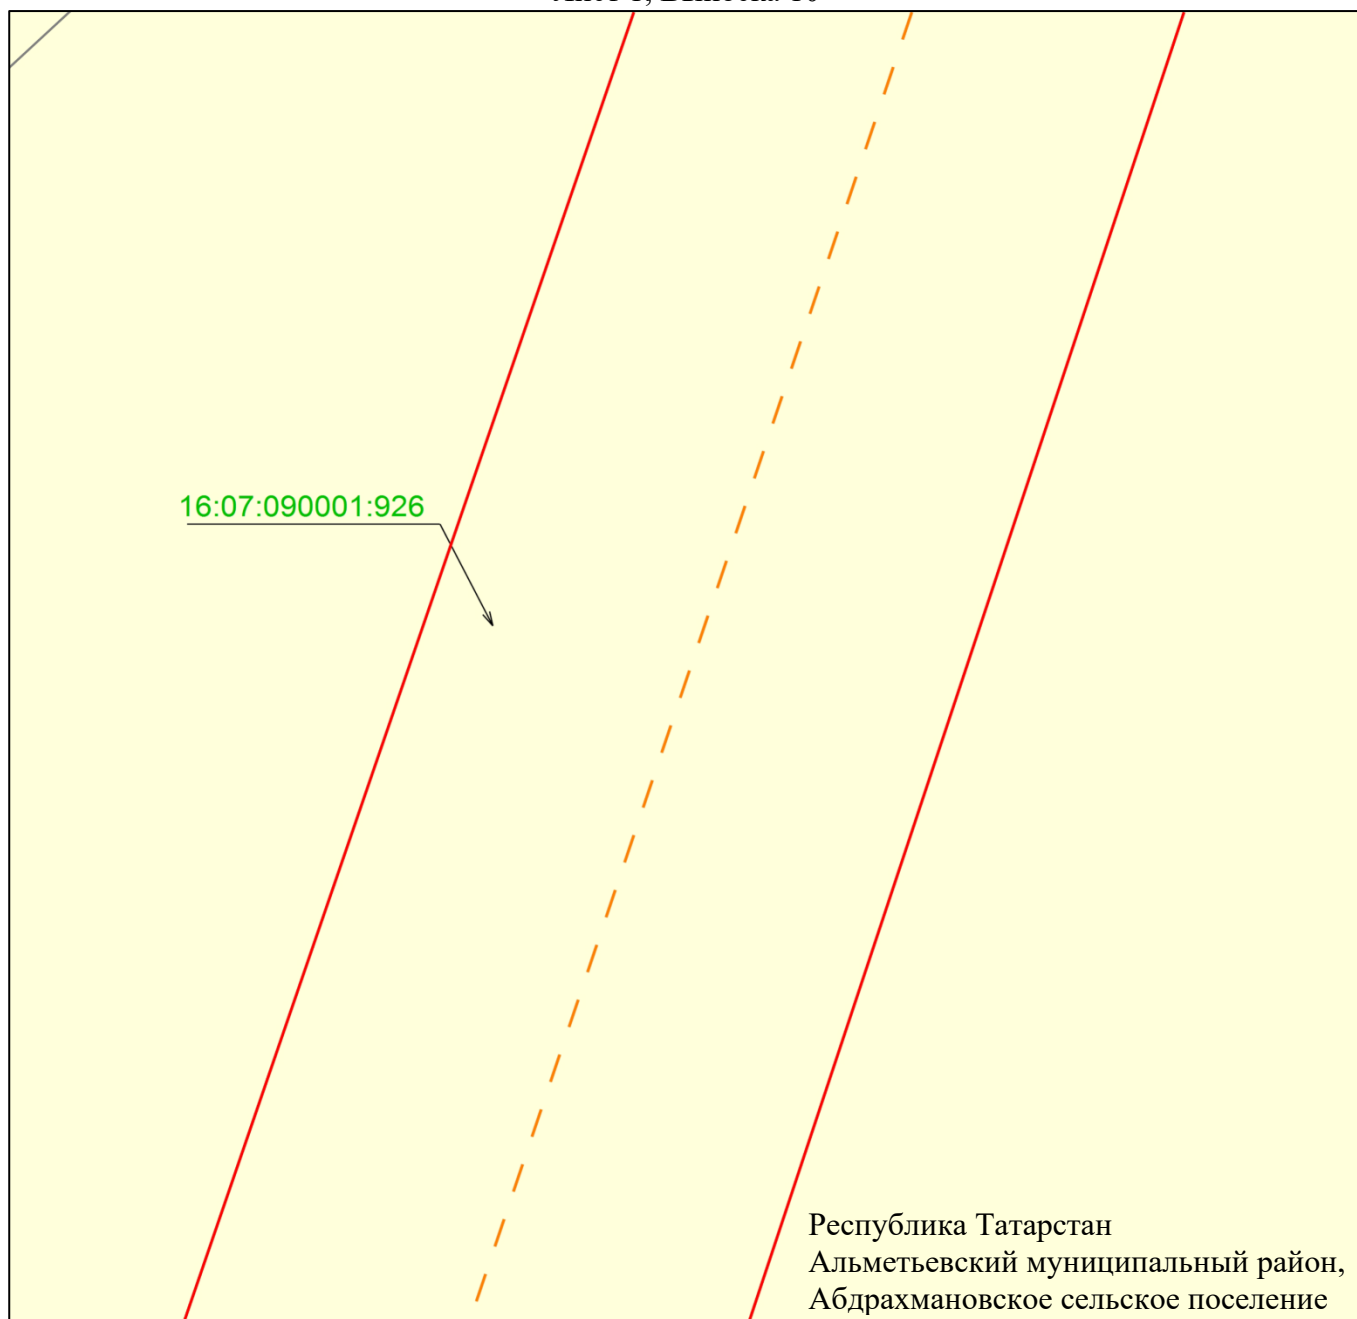 16:07:090001:926
Республика Татарстан
Альметьевский муниципальный район,
Абдрахмановское сельское поселение